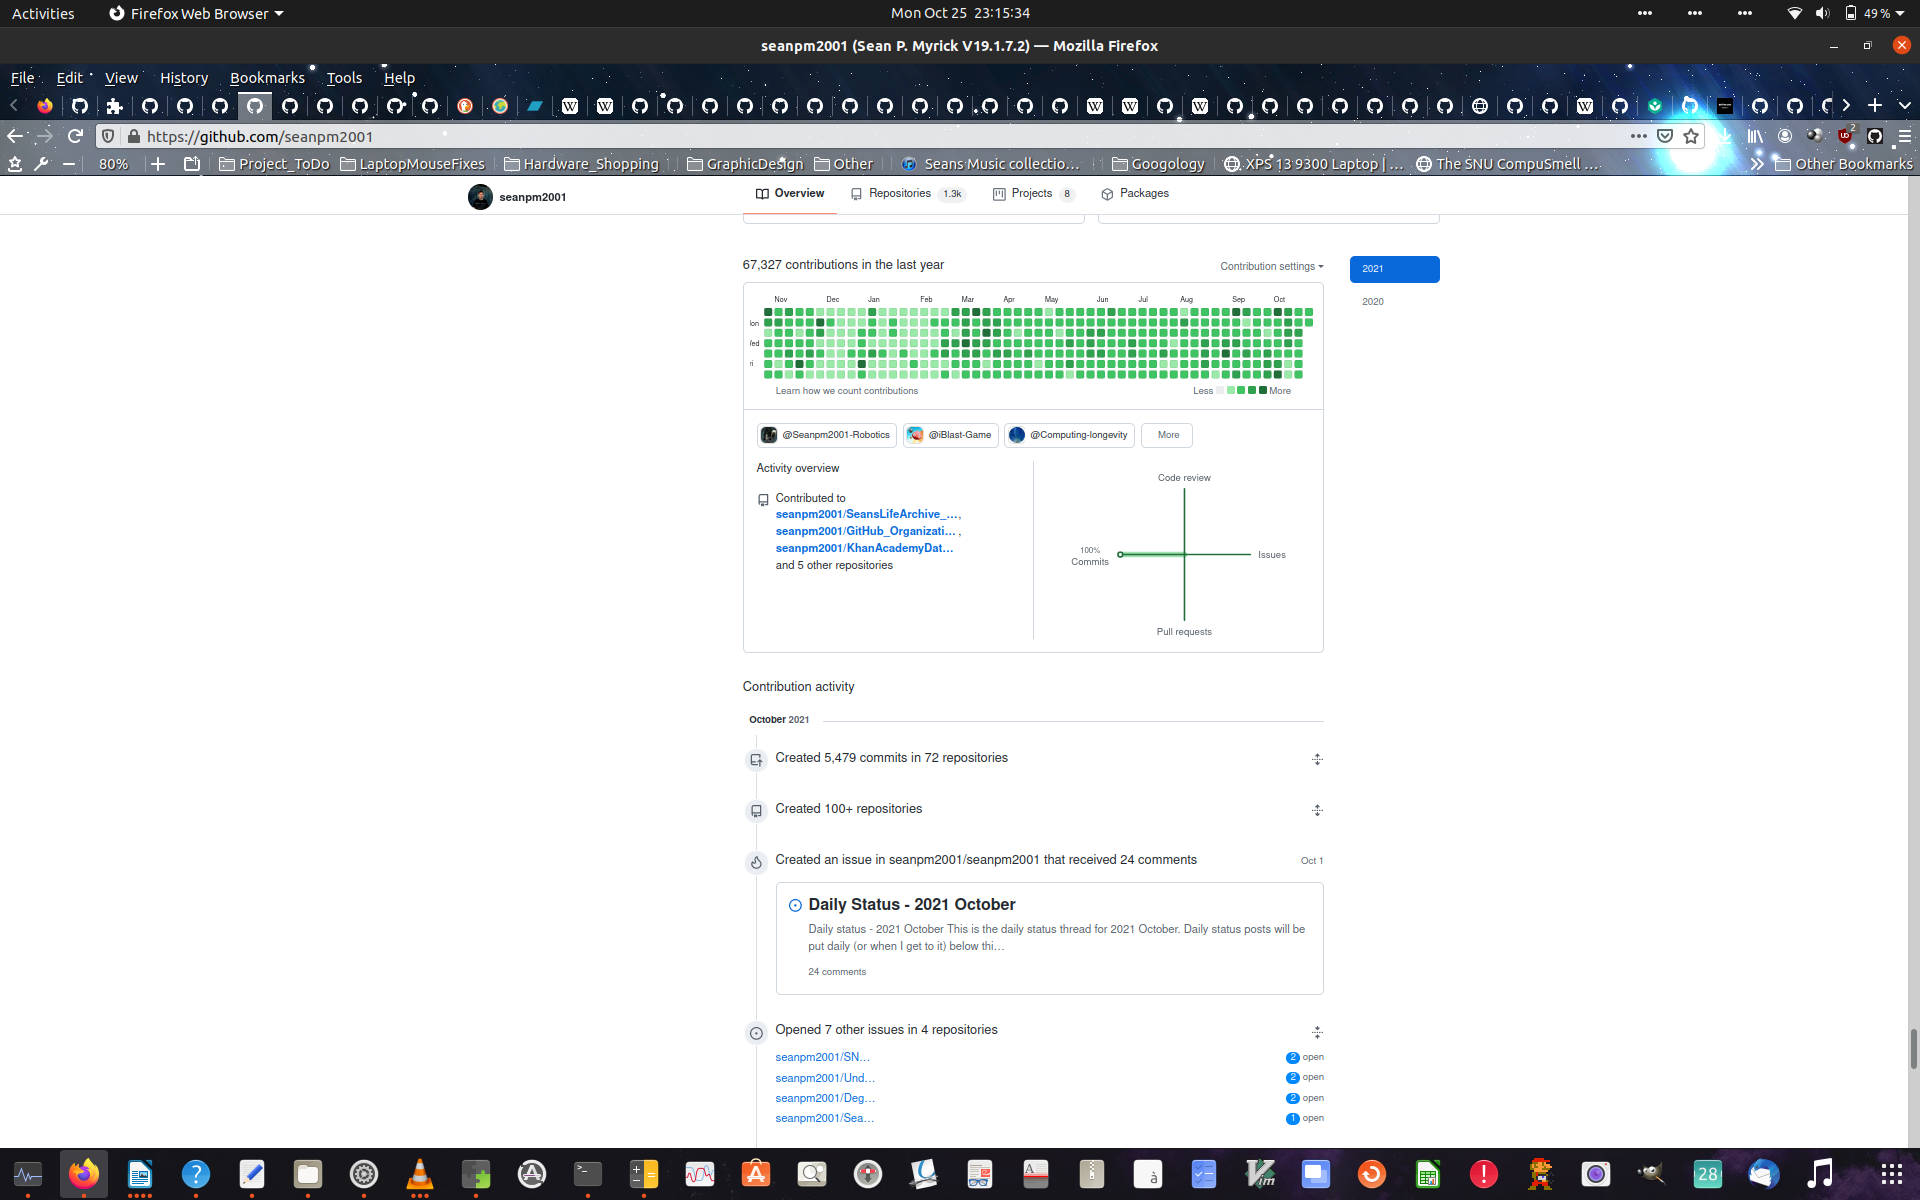 Activities
Firefox Web Browser
Mon Oct 25 23:15:34
49 %
seanpm2001 (Sean P. Myrick V19.1.7.2) — Mozilla Firefox
File Edit View History Bookmarks Tools Help
https://github.com/seanpm2001
2
80%
Project_ToDo
LaptopMouseFixes
Hardware_Shopping
GraphicDesign
Other
Seans Music collectio...
Googology
XPS 13 9300 Laptop | ...
The SNU CompuSmell ...
Other Bookmarks
seanpm2001
Overview
Repositories 1.3k
Projects 8
Packages
67,327 contributions in the last year
Contribution settings
2021
2020
Nov Dec Jan Feb Mar Apr May Jun Jul Aug Sep Oct
Learn how we count contributions
Less
More
@Seanpm2001-Robotics
@iBlast-Game
@Computing-longevity
More
Activity overview
Contributed to
seanpm2001/SeansLifeArchive_...,
seanpm2001/GitHub_Organizati... ,
seanpm2001/KhanAcademyDat...
and 5 other repositories
Code review
100%
Commits
Issues
Pull requests
Contribution activity
October 2021
Created 5,479 commits in 72 repositories
Created 100+ repositories
Created an issue in seanpm2001/seanpm2001 that received 24 comments
Oct 1
Daily Status - 2021 October
Daily status - 2021 October This is the daily status thread for 2021 October. Daily status posts will be
put daily (or when I get to it) below thi...
24 comments
Opened 7 other issues in 4 repositories
seanpm2001/SN...
2 open
seanpm2001/Und...
2 open
seanpm2001/Deg...
2 open
seanpm2001/Sea...
1 open
28